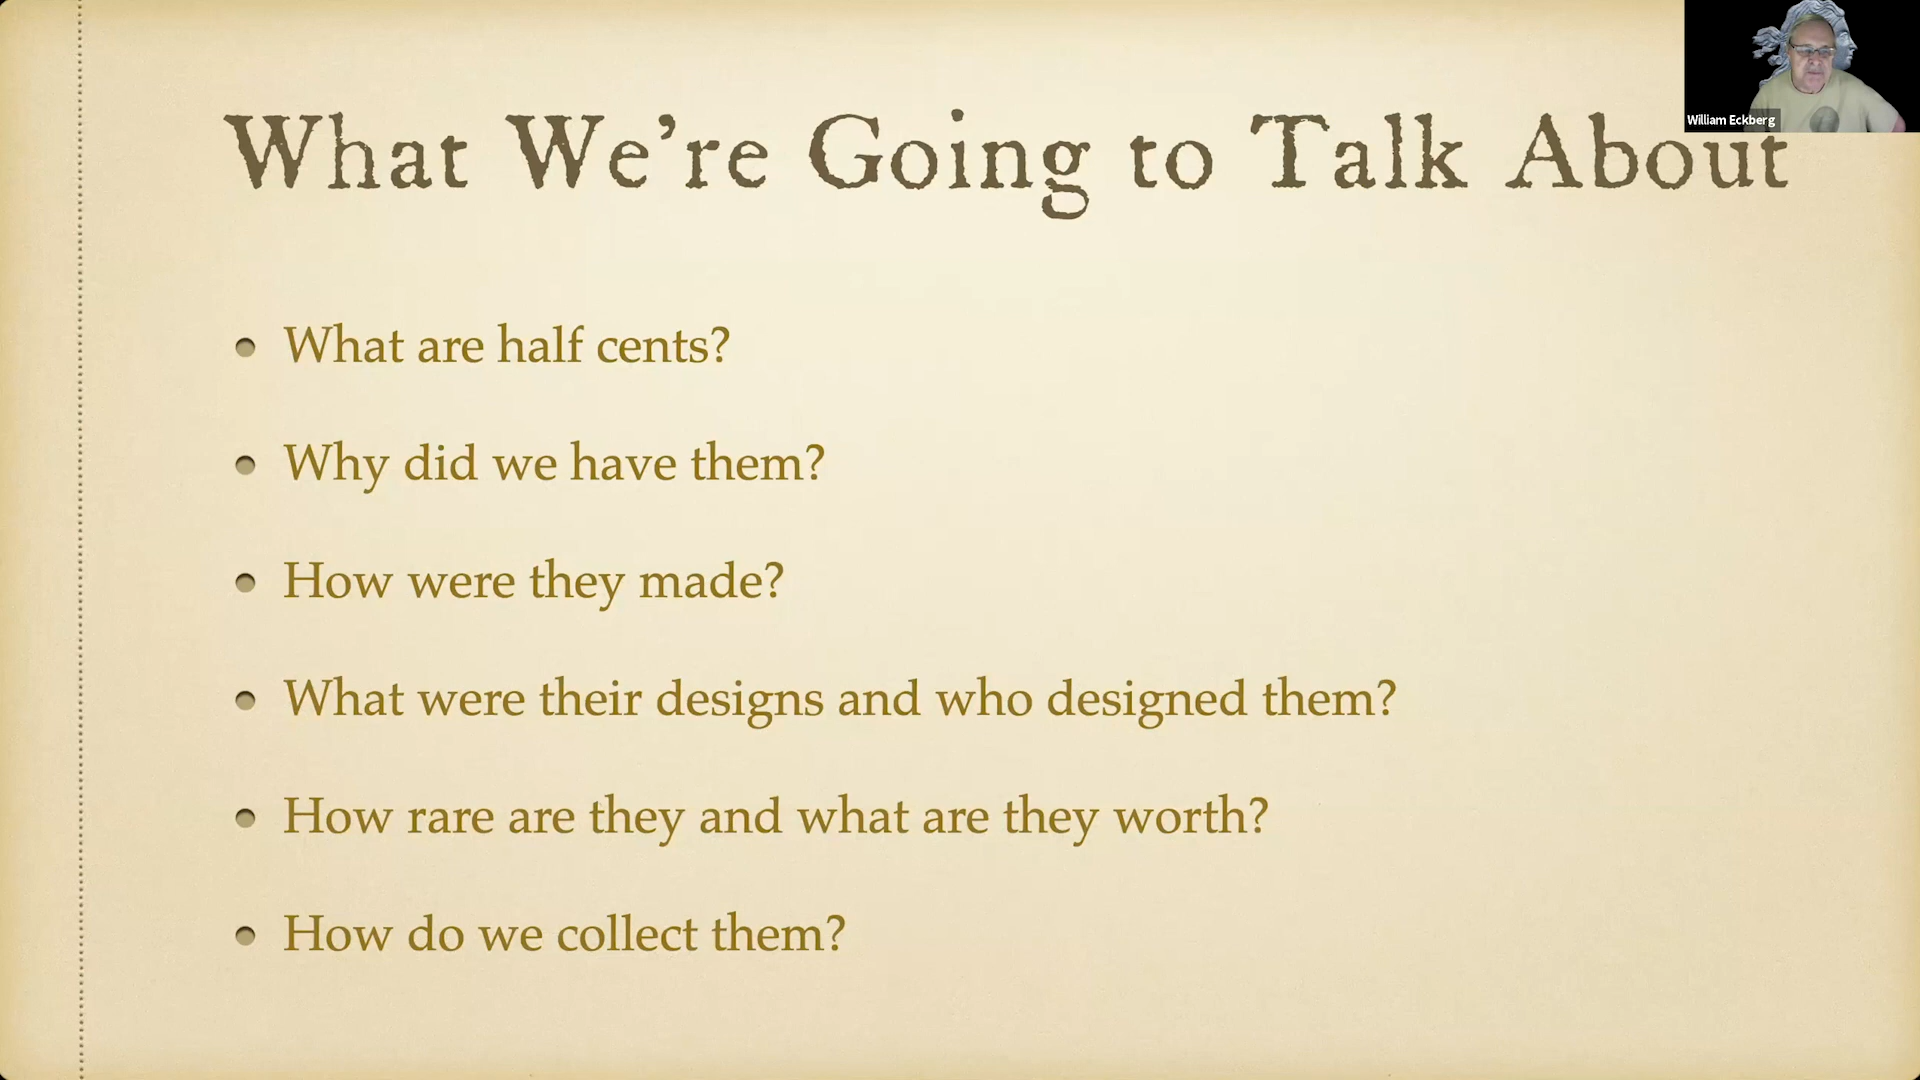 What We're Going to Talk About
William Eckberg
• What are half cents?
• Why did we have them?
• How were they made?
• What were their designs and who designed them?
• How rare are they and what are they worth?
• How do we collect them?